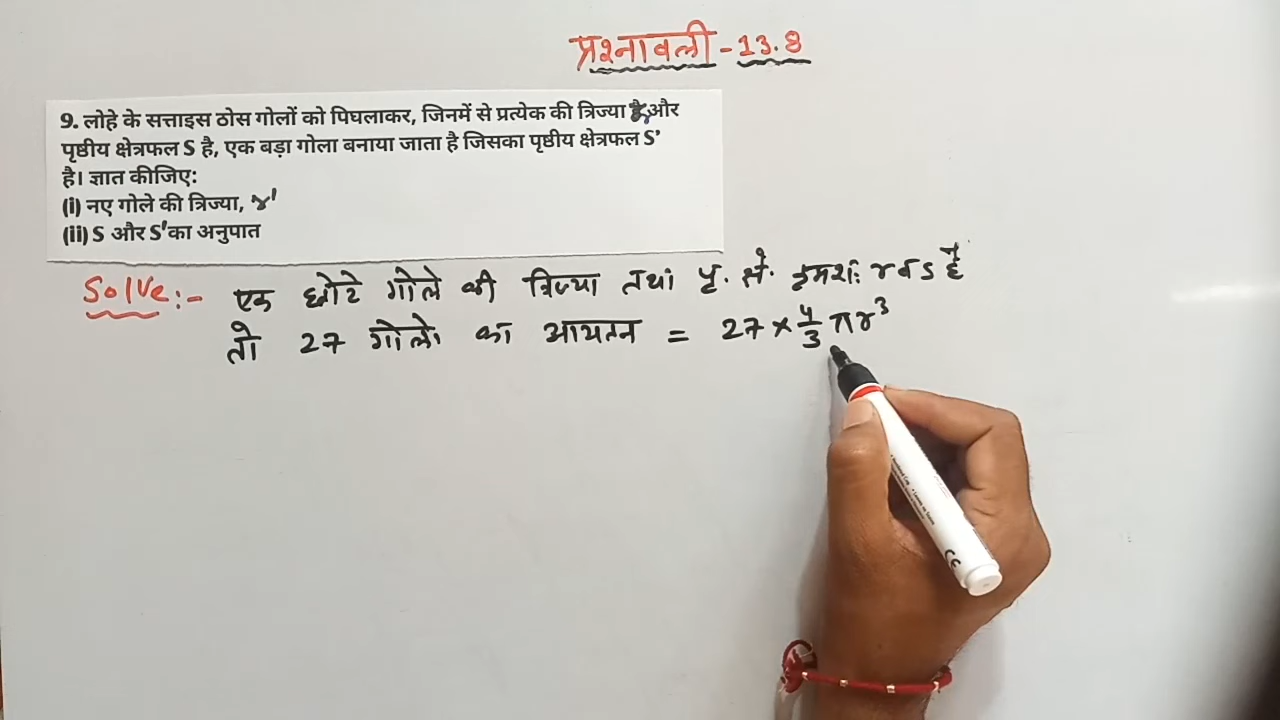 प्रश्नावली - 13.8
9. लोहे के सत्ताइस ठोस गोलों को पिघलाकर, जिनमें से प्रत्येक की त्रिज्या है और
पृष्ठीय क्षेत्रफल S है, एक बड़ा गोला बनाया जाता है जिसका पृष्ठीय क्षेत्रफल S'
है। ज्ञात कीजिए:
(i) नए गोले की त्रिज्या, r'
(ii) S और S' का अनुपात
Solve:- एक छोटे गोले की त्रिज्या तथा पृ. क्षे. क्रमशः r व S है
तो 27 गोलो का आयतन = 27 × 4/3 πr³
CE